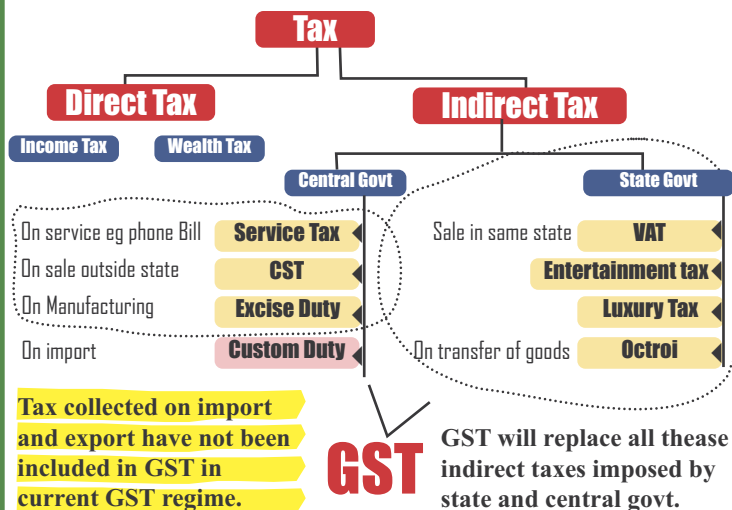 Tax
Direct Tax
Indirect Tax
Income Tax
Wealth Tax
Central Govt
State Govt
On service eg phone Bill
Service Tax
On sale outside state
CST
On Manufacturing
Excise Duty
On import
Custom Duty
Sale in same state
VAT
Entertainment tax
Luxury Tax
On transfer of goods
Octroi
Tax collected on import
and export have not been
included in GST in
current GST regime.
GST
GST will replace all thease
indirect taxes imposed by
state and central govt.